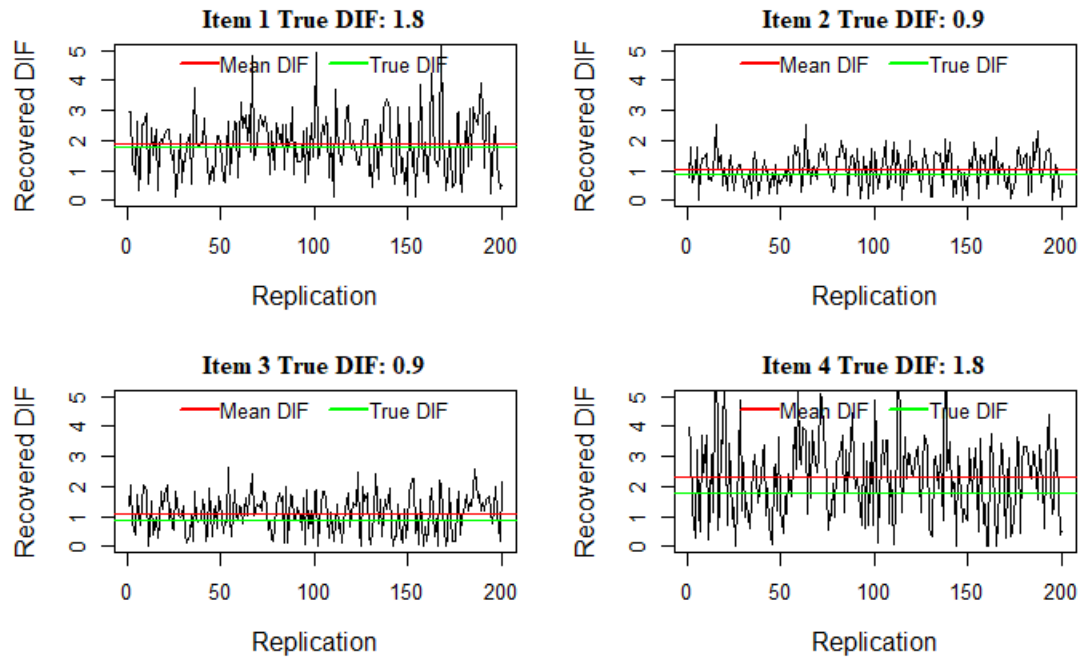 Item 1 True DIF: 1.8
Recovered DIF
5
4
3
2
1
0
Mean DIF
True DIF
0
50
100
150
200
Replication
Item 2 True DIF: 0.9
Recovered DIF
5
4
3
2
1
0
Mean DIF
True DIF
0
50
100
150
200
Replication
Item 3 True DIF: 0.9
Recovered DIF
5
4
3
2
1
0
Mean DIF
True DIF
0
50
100
150
200
Replication
Item 4 True DIF: 1.8
Recovered DIF
5
4
3
2
1
0
Mean DIF
True DIF
0
50
100
150
200
Replication